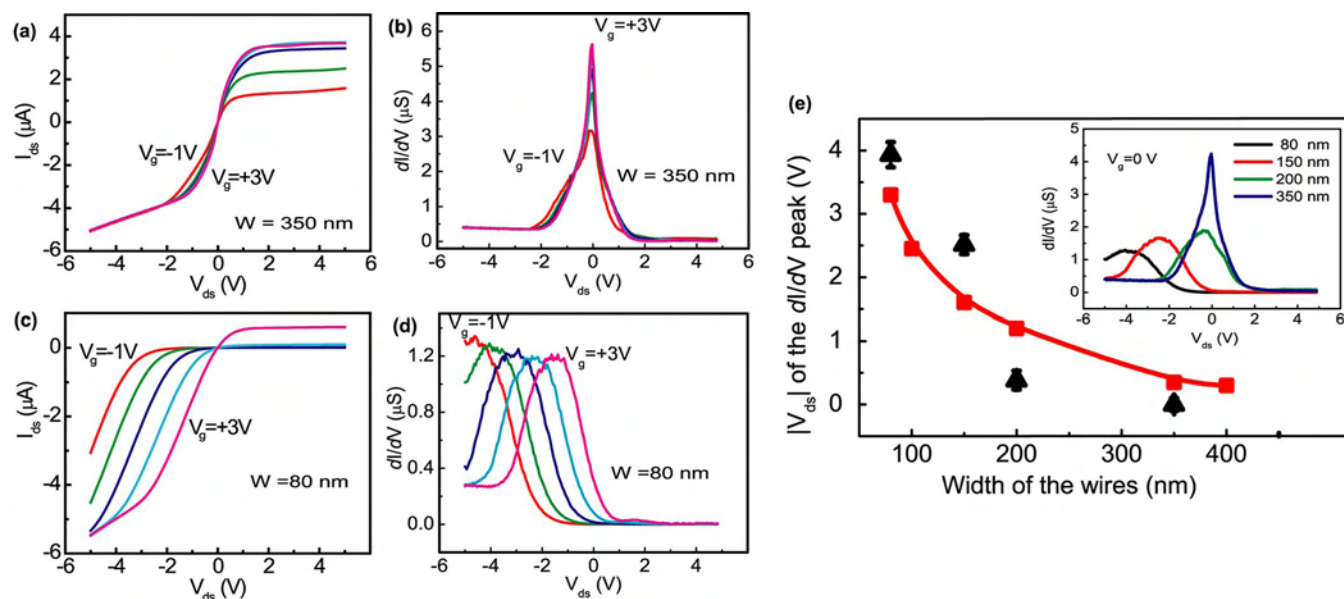 (a)
I_ds (µA)
4
2
0
-2
-4
-6
V_g=-1V
V_g=+3V
W = 350 nm
-6 -4 -2 0 2 4 6
V_ds (V)
(b)
dI/dV (µS)
6
5
4
3
2
1
0
V_g=+3V
V_g=-1V
W = 350 nm
-6 -4 -2 0 2 4 6
V_ds (V)
(c)
I_ds (µA)
0
-2
-4
-6
V_g=-1V
V_g=+3V
W =80 nm
-6 -4 -2 0 2 4 6
V_ds (V)
(d)
dI/dV (µS)
1.2
0.8
0.4
0.0
V_g=-1V
V_g=+3V
W =80 nm
-6 -4 -2 0 2 4 6
V_ds (V)
(e)
|V_ds| of the dI/dV peak (V)
4
3
2
1
0
100 200 300 400
Width of the wires (nm)
dI/dV (µS)
5
4
3
2
1
0
V_g=0 V
80 nm
150 nm
200 nm
350 nm
-6 -4 -2 0 2 4 6
V_ds (V)